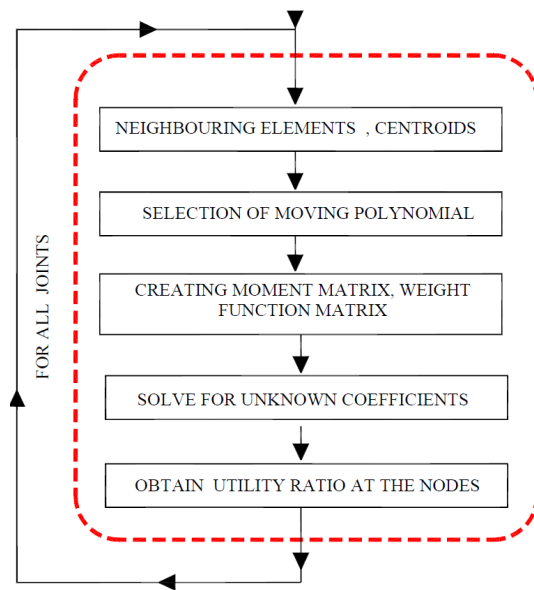 NEIGHBOURING ELEMENTS , CENTROIDS
SELECTION OF MOVING POLYNOMIAL
CREATING MOMENT MATRIX, WEIGHT
FUNCTION MATRIX
SOLVE FOR UNKNOWN COEFFICIENTS
OBTAIN UTILITY RATIO AT THE NODES
FOR ALL JOINTS